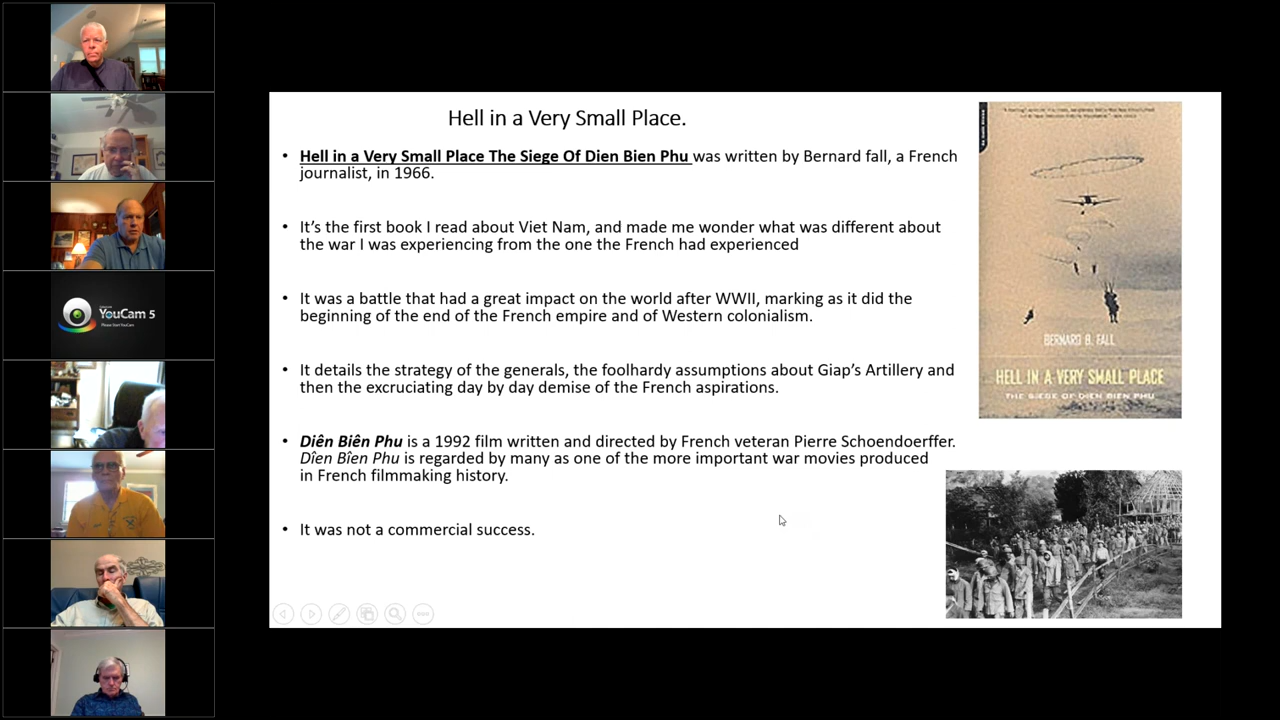 YouCam 5
Hell in a Very Small Place.
• Hell in a Very Small Place The Siege Of Dien Bien Phu was written by Bernard fall, a French
journalist, in 1966.
• It’s the first book I read about Viet Nam, and made me wonder what was different about
the war I was experiencing from the one the French had experienced
• It was a battle that had a great impact on the world after WWII, marking as it did the
beginning of the end of the French empire and of Western colonialism.
• It details the strategy of the generals, the foolhardy assumptions about Giap’s Artillery and
then the excruciating day by day demise of the French aspirations.
• Diên Biên Phu is a 1992 film written and directed by French veteran Pierre Schoendoerffer.
Dîen Bîen Phu is regarded by many as one of the more important war movies produced
in French filmmaking history.
• It was not a commercial success.
BERNARD B. FALL
HELL IN A VERY SMALL PLACE
THE SIEGE OF DIEN BIEN PHU